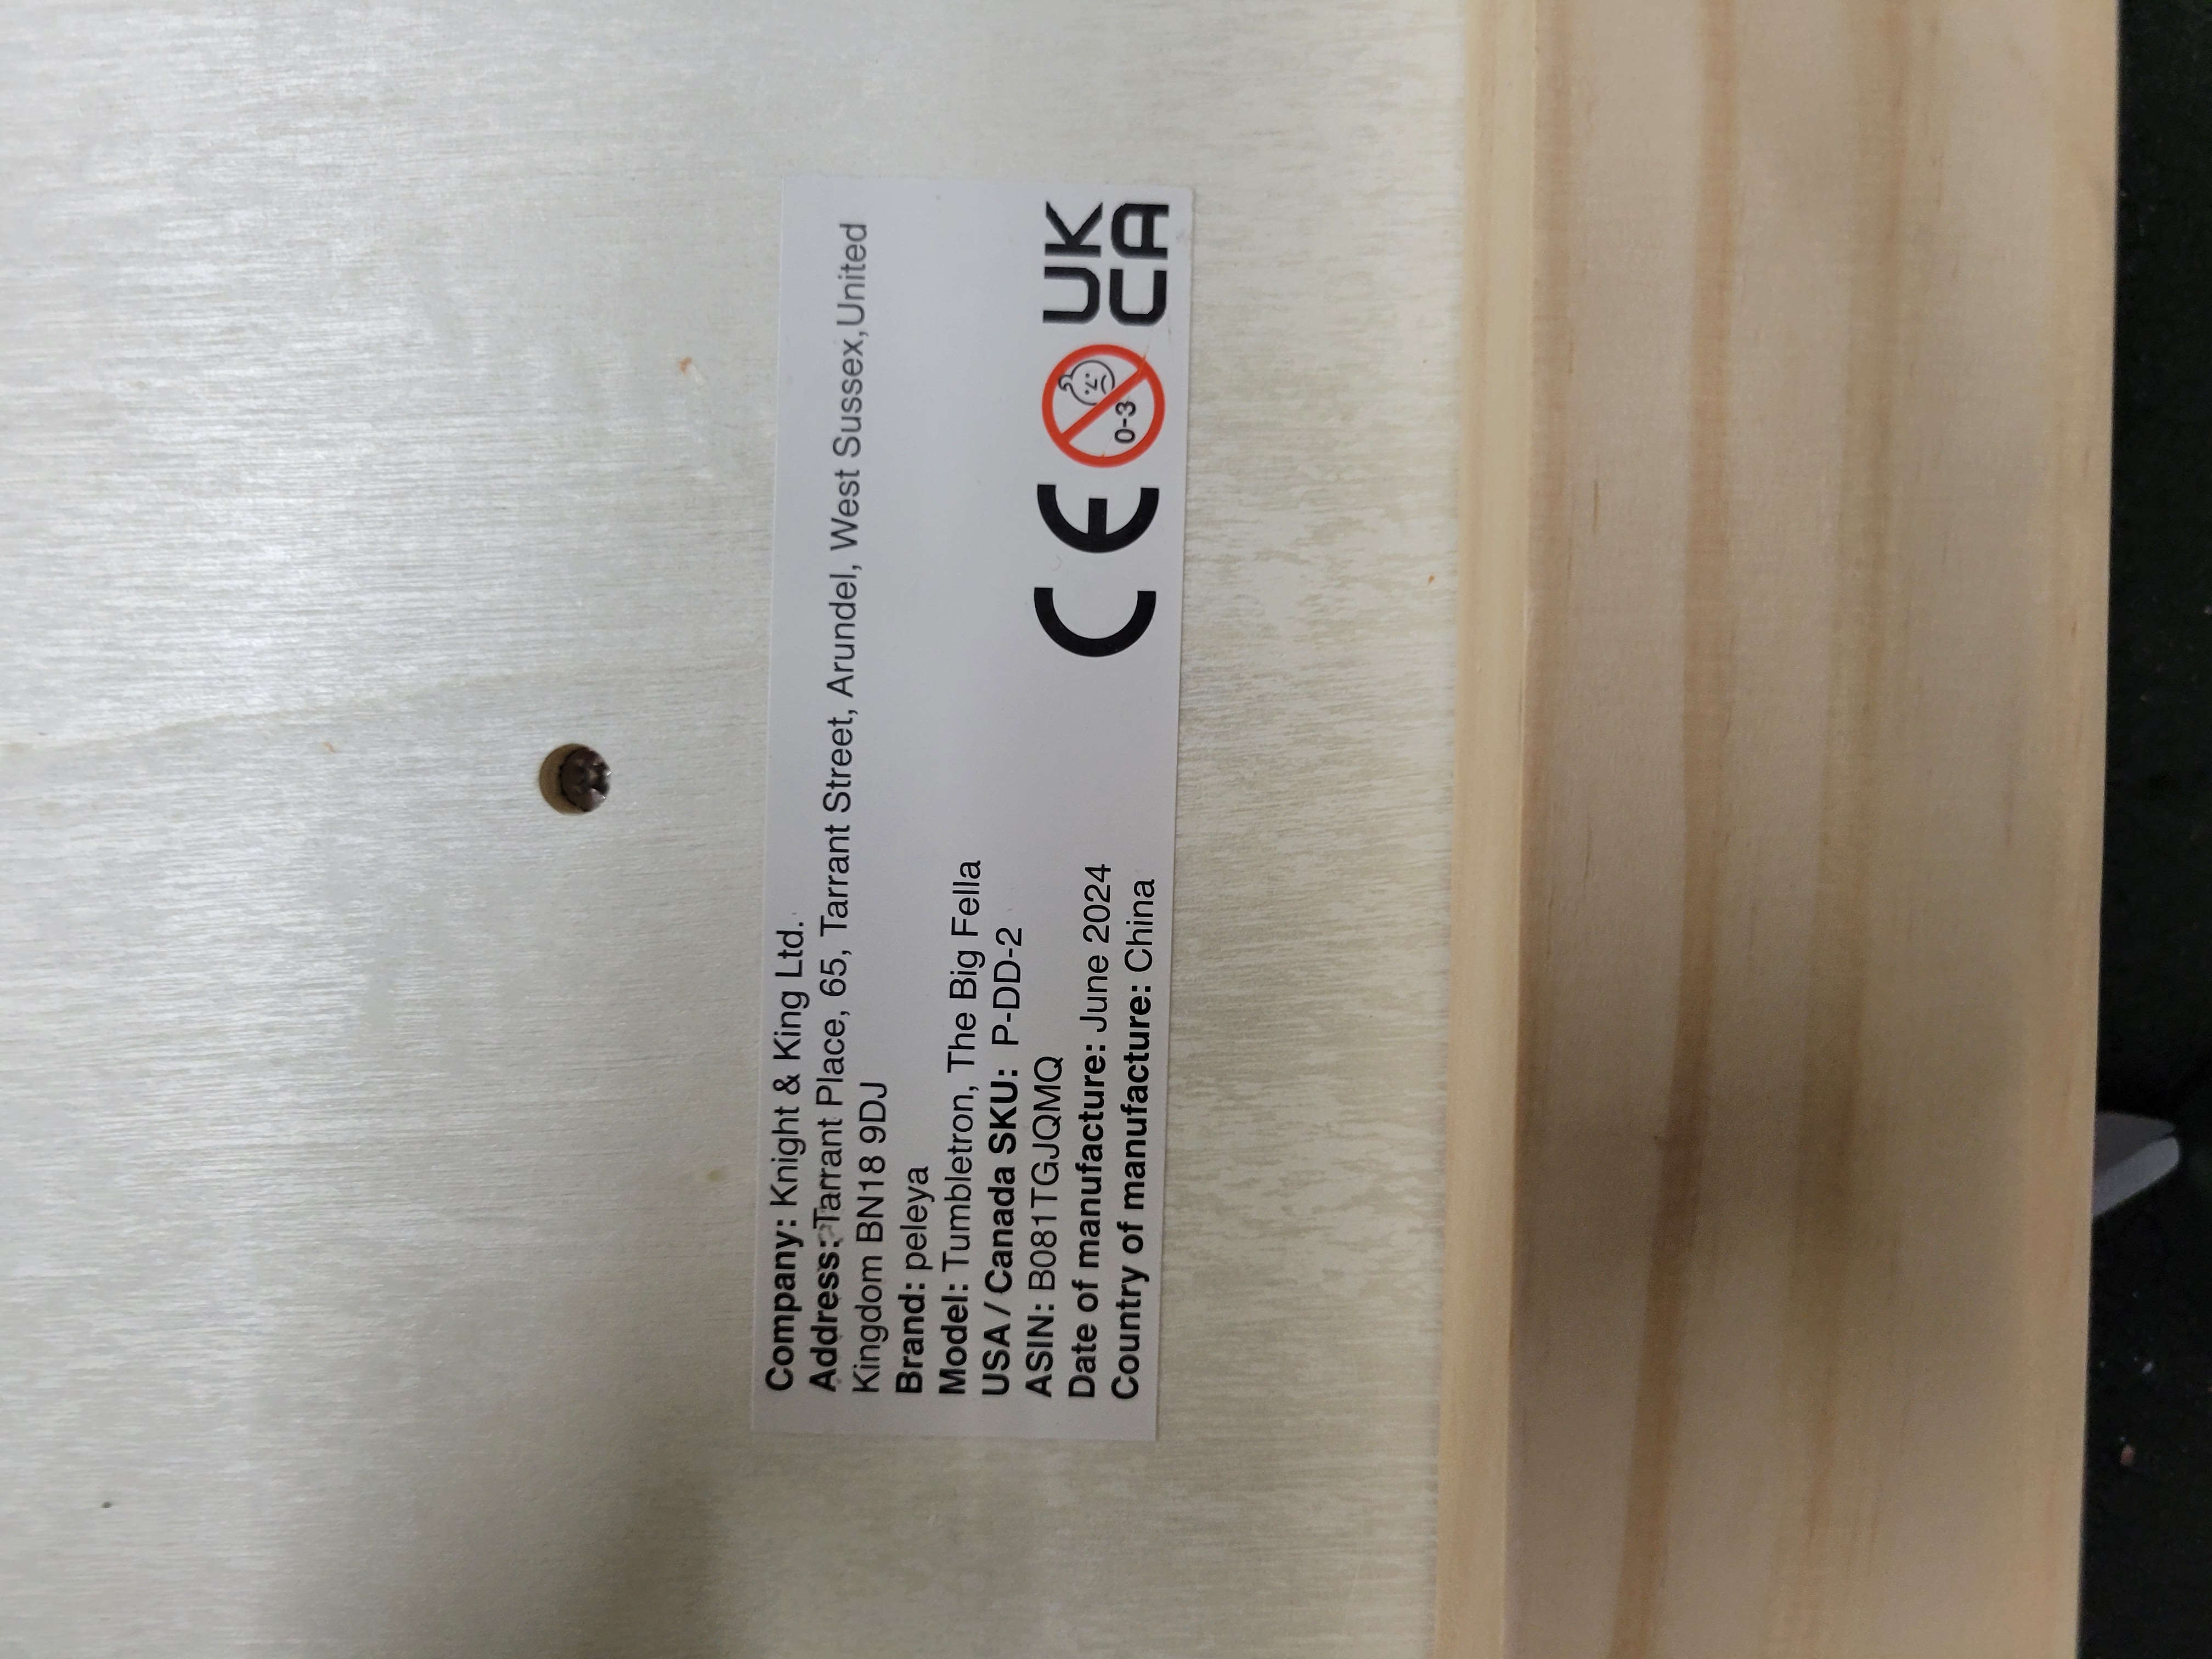 Company: Knight & King Ltd.
Address: Tarrant Place, 65, Tarrant Street, Arundel, West Sussex,United
Kingdom BN18 9DJ
Brand: peleya
Model: Tumbletron, The Big Fella
USA / Canada SKU: P-DD-2
ASIN: B081TGJQMQ
Date of manufacture: June 2024
Country of manufacture: China
CE
0-3
UK
CA